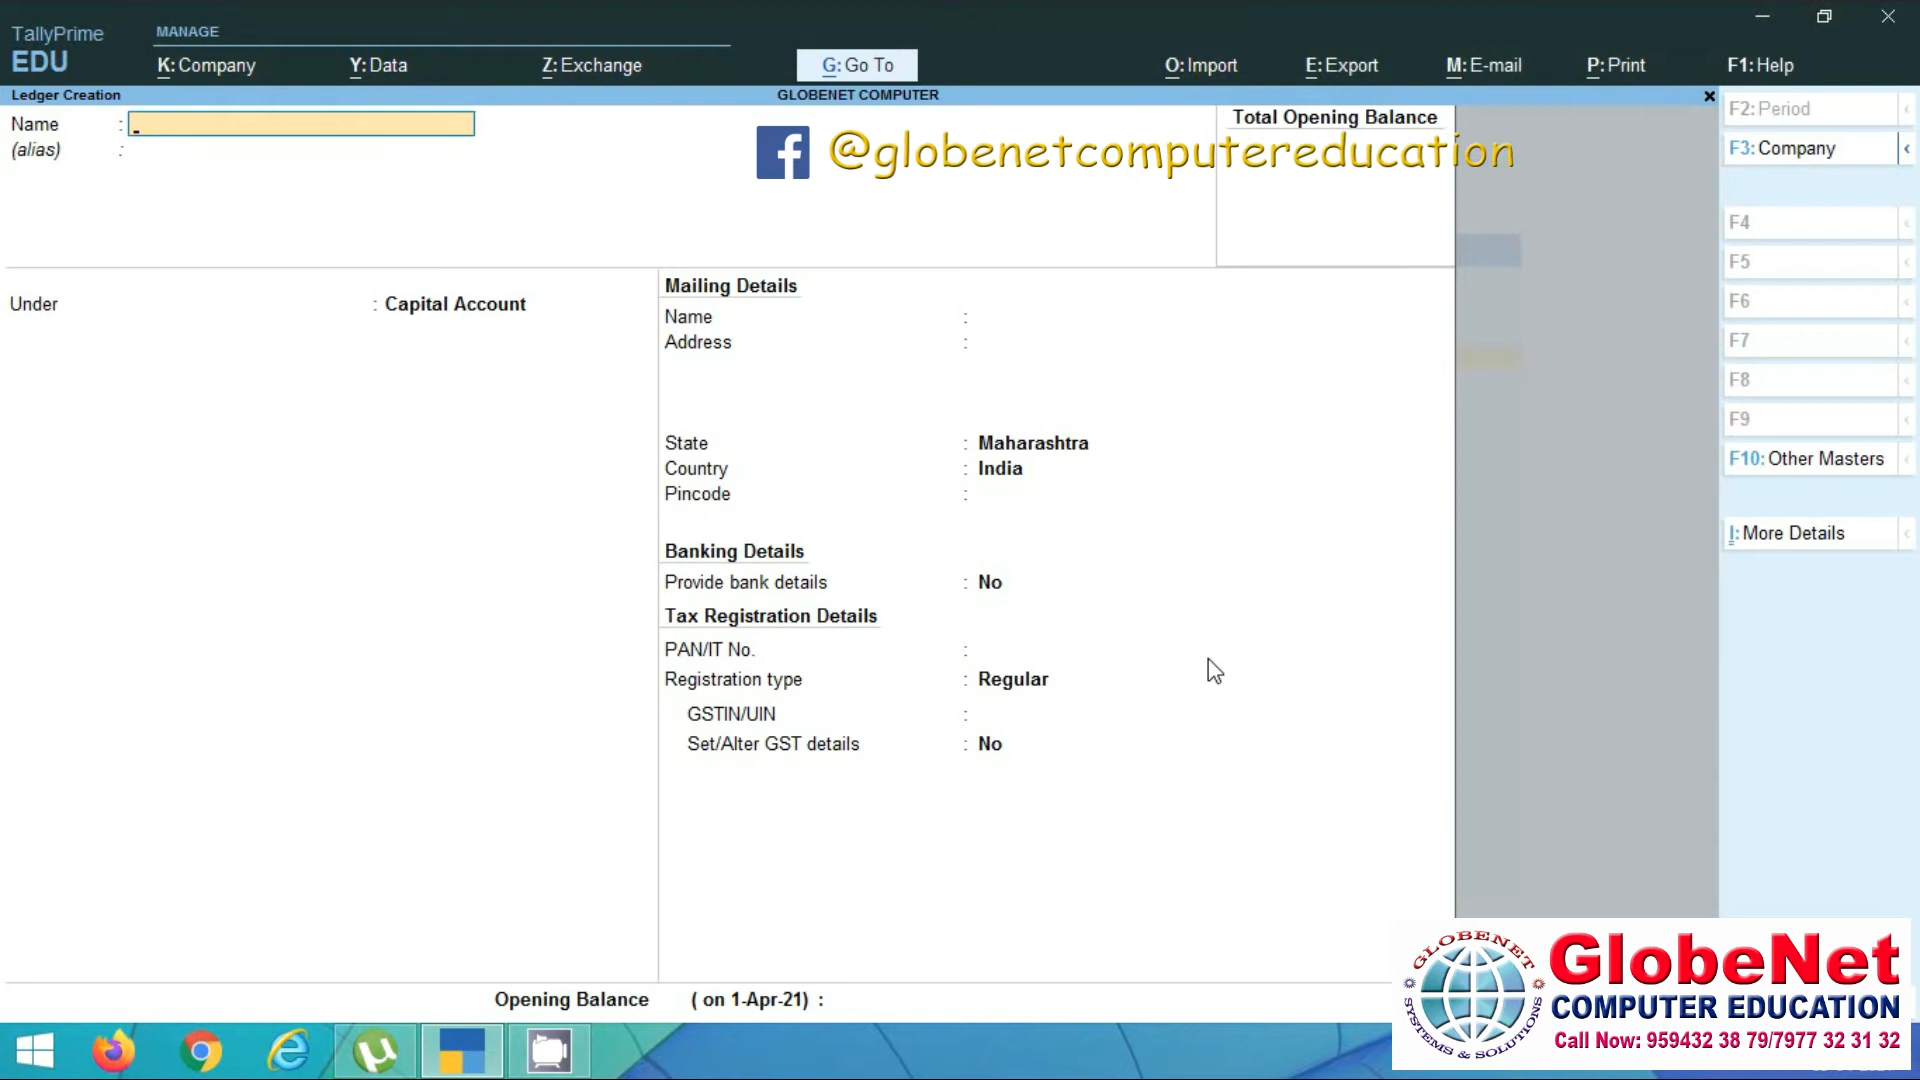 TallyPrime
EDU
MANAGE
K: Company
Y: Data
Z: Exchange
G: Go To
O: Import
E: Export
M: E-mail
P: Print
F1: Help
Ledger Creation
GLOBENET COMPUTER
Name :
(alias) :
Total Opening Balance
@globenetcomputereducation
Under : Capital Account
Mailing Details
Name :
Address :
State : Maharashtra
Country : India
Pincode :
Banking Details
Provide bank details : No
Tax Registration Details
PAN/IT No. :
Registration type : Regular
GSTIN/UIN :
Set/Alter GST details : No
Opening Balance ( on 1-Apr-21) :
F2: Period
F3: Company
F4
F5
F6
F7
F8
F9
F10: Other Masters
I: More Details
GLOBENET
SYSTEMS & SOLUTIONS
GlobeNet
COMPUTER EDUCATION
Call Now: 959432 38 79/7977 32 31 32